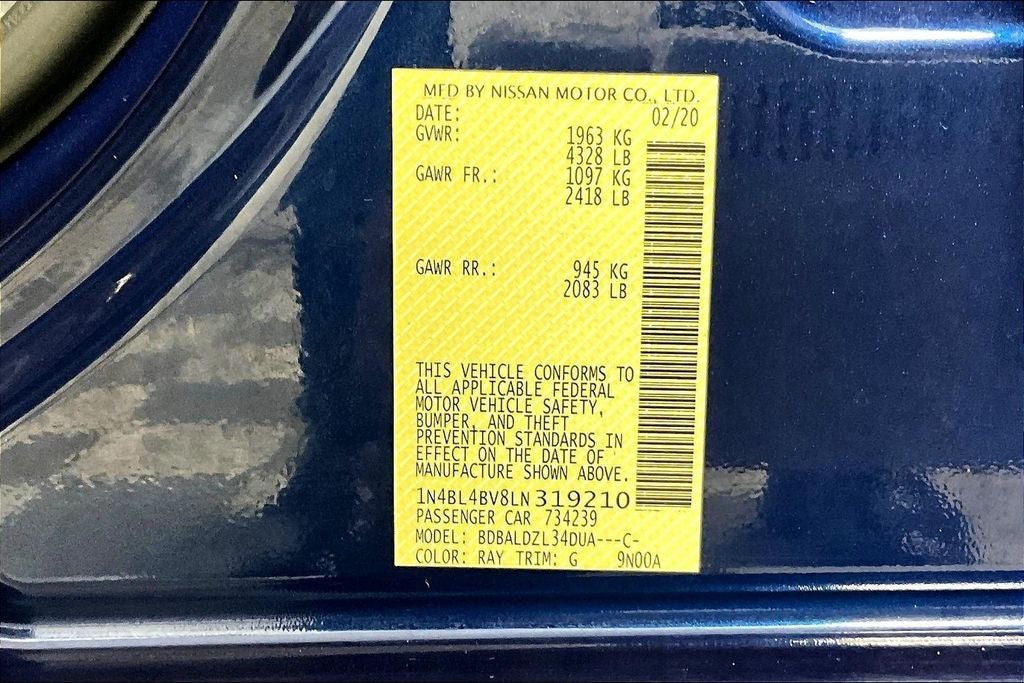 MFD BY NISSAN MOTOR CO., LTD.
DATE: 02/20
GVWR: 1963 KG
4328 LB
GAWR FR.: 1097 KG
2418 LB
GAWR RR.: 945 KG
2083 LB
THIS VEHICLE CONFORMS TO
ALL APPLICABLE FEDERAL
MOTOR VEHICLE SAFETY,
BUMPER, AND THEFT
PREVENTION STANDARDS IN
EFFECT ON THE DATE OF
MANUFACTURE SHOWN ABOVE.
1N4BL4BV8LN319210
PASSENGER CAR 734239
MODEL: BDBALDZL34DUA---C-
COLOR: RAY TRIM: G 9N00A